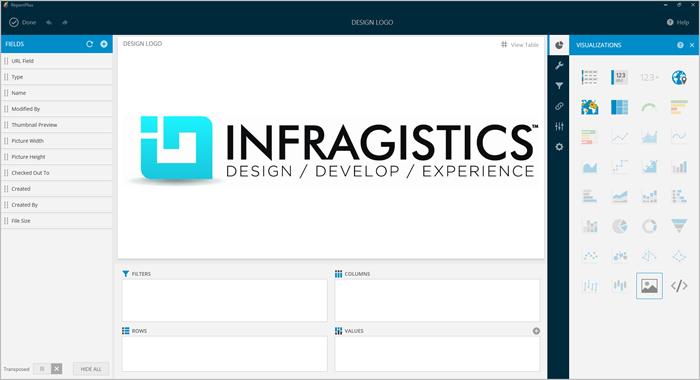 ReportPlus
Done
DESIGN LOGO
Help
FIELDS
URL Field
Type
Name
Modified By
Thumbnail Preview
Picture Width
Picture Height
Checked Out To
Created
Created By
File Size
Transposed
HIDE ALL
DESIGN LOGO
View Table
INFRAGISTICS™
DESIGN / DEVELOP / EXPERIENCE
FILTERS
COLUMNS
ROWS
VALUES
VISUALIZATIONS
123
123